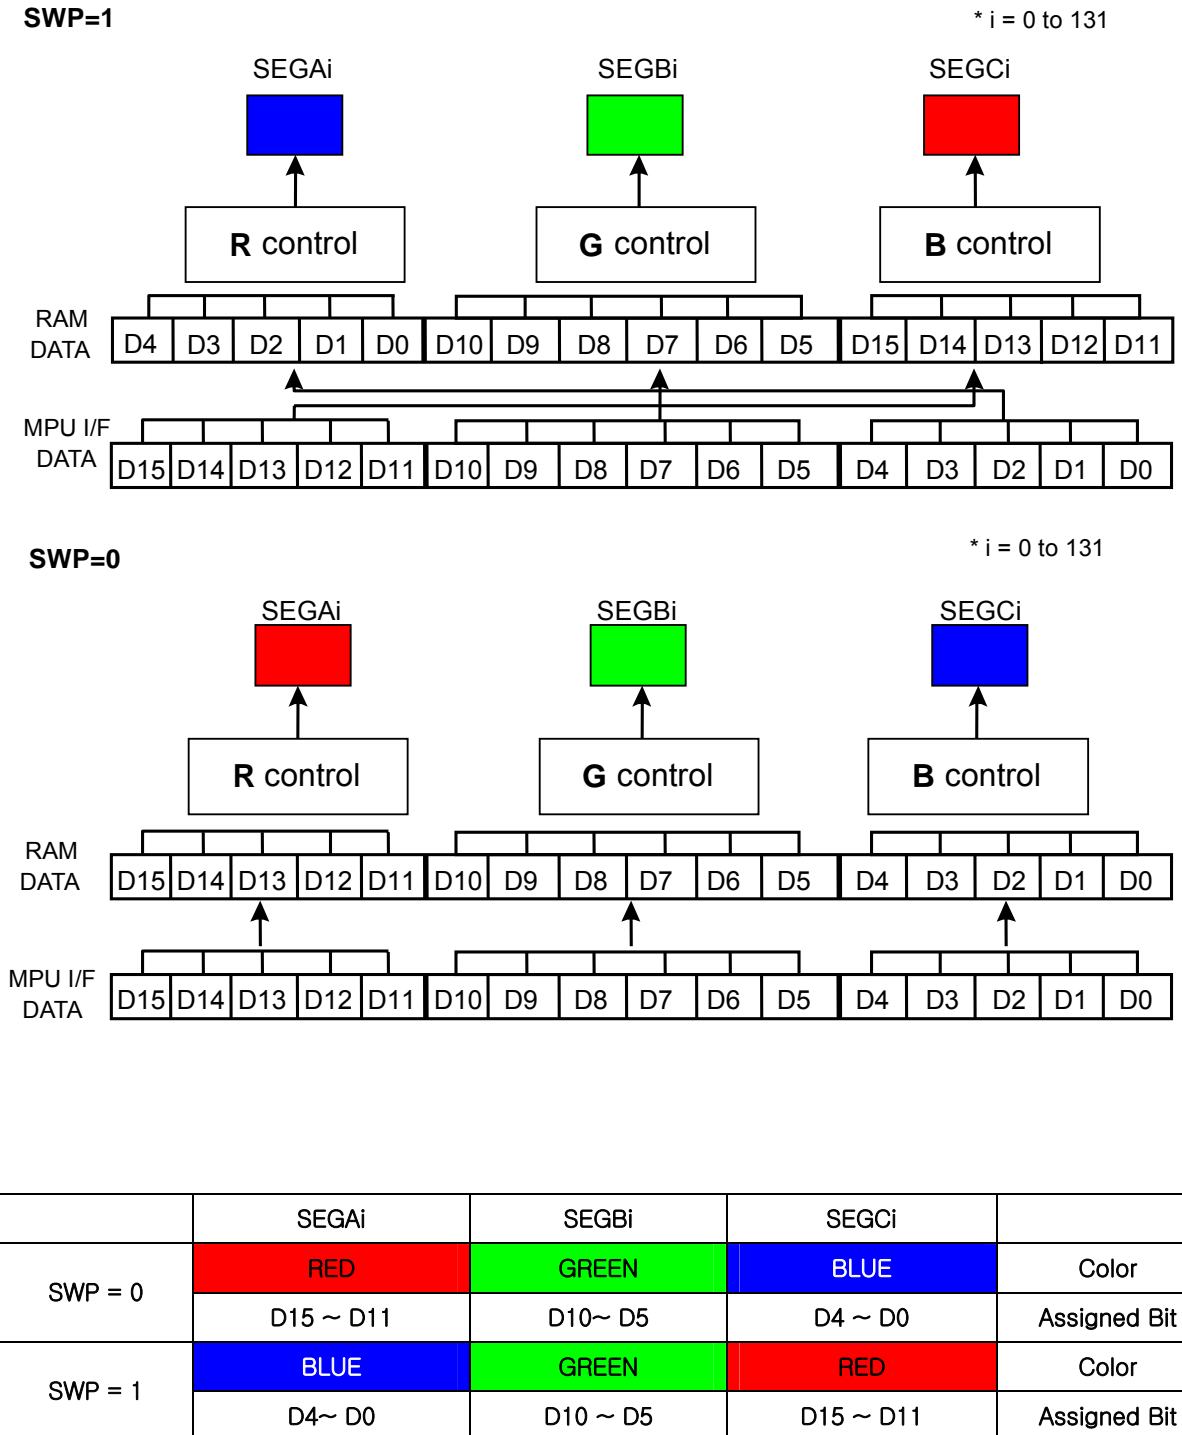 SWP=1
* i = 0 to 131
SEGAi SEGBi SEGCi
R control G control B control
RAM DATA
D4 D3 D2 D1 D0 D10 D9 D8 D7 D6 D5 D15 D14 D13 D12 D11
MPU I/F DATA
D15 D14 D13 D12 D11 D10 D9 D8 D7 D6 D5 D4 D3 D2 D1 D0
SWP=0
* i = 0 to 131
SEGAi SEGBi SEGCi
R control G control B control
RAM DATA
D15 D14 D13 D12 D11 D10 D9 D8 D7 D6 D5 D4 D3 D2 D1 D0
MPU I/F DATA
D15 D14 D13 D12 D11 D10 D9 D8 D7 D6 D5 D4 D3 D2 D1 D0
SEGAi SEGBi SEGCi
SWP = 0
RED GREEN BLUE Color
D15 ~ D11 D10~ D5 D4 ~ D0 Assigned Bit
SWP = 1
BLUE GREEN RED Color
D4~ D0 D10 ~ D5 D15 ~ D11 Assigned Bit